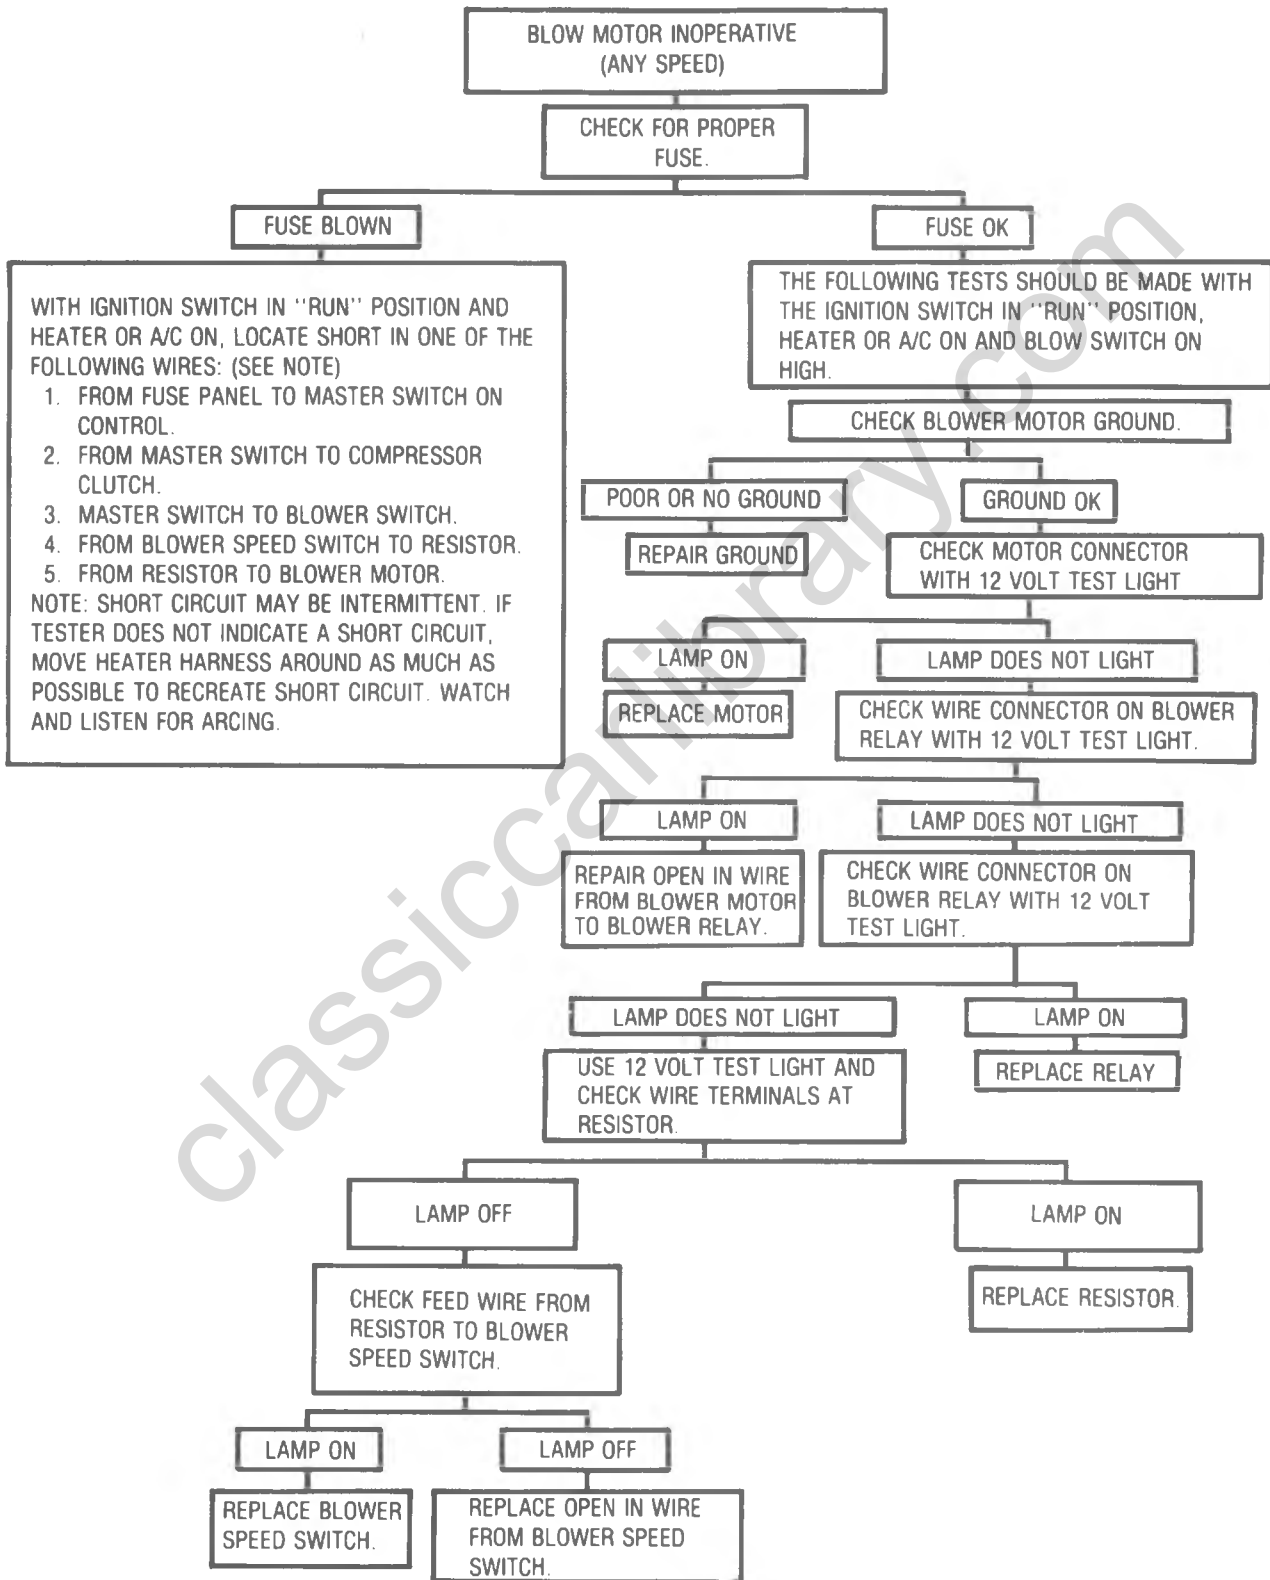 BLOW MOTOR INOPERATIVE
(ANY SPEED)
CHECK FOR PROPER
FUSE.
FUSE BLOWN
FUSE OK
WITH IGNITION SWITCH IN "RUN" POSITION AND
HEATER OR A/C ON, LOCATE SHORT IN ONE OF THE
FOLLOWING WIRES: (SEE NOTE)
1. FROM FUSE PANEL TO MASTER SWITCH ON
CONTROL.
2. FROM MASTER SWITCH TO COMPRESSOR
CLUTCH.
3. MASTER SWITCH TO BLOWER SWITCH.
4. FROM BLOWER SPEED SWITCH TO RESISTOR.
5. FROM RESISTOR TO BLOWER MOTOR.
NOTE: SHORT CIRCUIT MAY BE INTERMITTENT. IF
TESTER DOES NOT INDICATE A SHORT CIRCUIT,
MOVE HEATER HARNESS AROUND AS MUCH AS
POSSIBLE TO RECREATE SHORT CIRCUIT. WATCH
AND LISTEN FOR ARCING.
THE FOLLOWING TESTS SHOULD BE MADE WITH
THE IGNITION SWITCH IN "RUN" POSITION,
HEATER OR A/C ON AND BLOW SWITCH ON
HIGH.
CHECK BLOWER MOTOR GROUND.
POOR OR NO GROUND
GROUND OK
REPAIR GROUND
CHECK MOTOR CONNECTOR
WITH 12 VOLT TEST LIGHT
LAMP ON
LAMP DOES NOT LIGHT
REPLACE MOTOR
CHECK WIRE CONNECTOR ON BLOWER
RELAY WITH 12 VOLT TEST LIGHT.
LAMP ON
LAMP DOES NOT LIGHT
REPAIR OPEN IN WIRE
FROM BLOWER MOTOR
TO BLOWER RELAY.
CHECK WIRE CONNECTOR ON
BLOWER RELAY WITH 12 VOLT
TEST LIGHT.
LAMP DOES NOT LIGHT
LAMP ON
USE 12 VOLT TEST LIGHT AND
CHECK WIRE TERMINALS AT
RESISTOR.
REPLACE RELAY
LAMP OFF
LAMP ON
CHECK FEED WIRE FROM
RESISTOR TO BLOWER
SPEED SWITCH.
REPLACE RESISTOR.
LAMP ON
LAMP OFF
REPLACE BLOWER
SPEED SWITCH.
REPLACE OPEN IN WIRE
FROM BLOWER SPEED
SWITCH.
classiccarlibrary.com